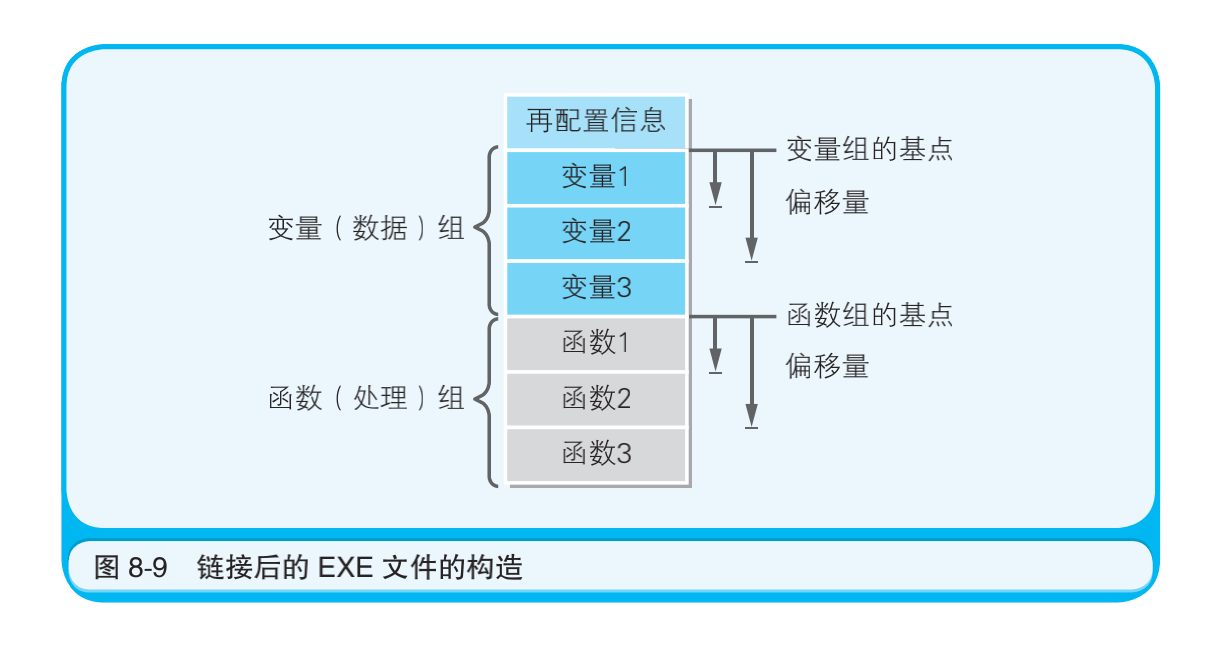 再配置信息
变量组的基点
变量1
偏移量
变量（数据）组
变量2
变量3
函数组的基点
函数1
偏移量
函数（处理）组
函数2
函数3
图 8-9 链接后的 EXE 文件的构造